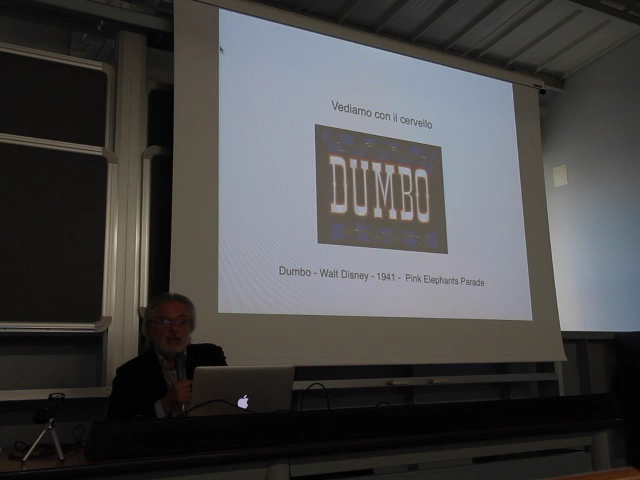 Vediamo con il cervello
DUMBO
Dumbo - Walt Disney - 1941 - Pink Elephants Parade